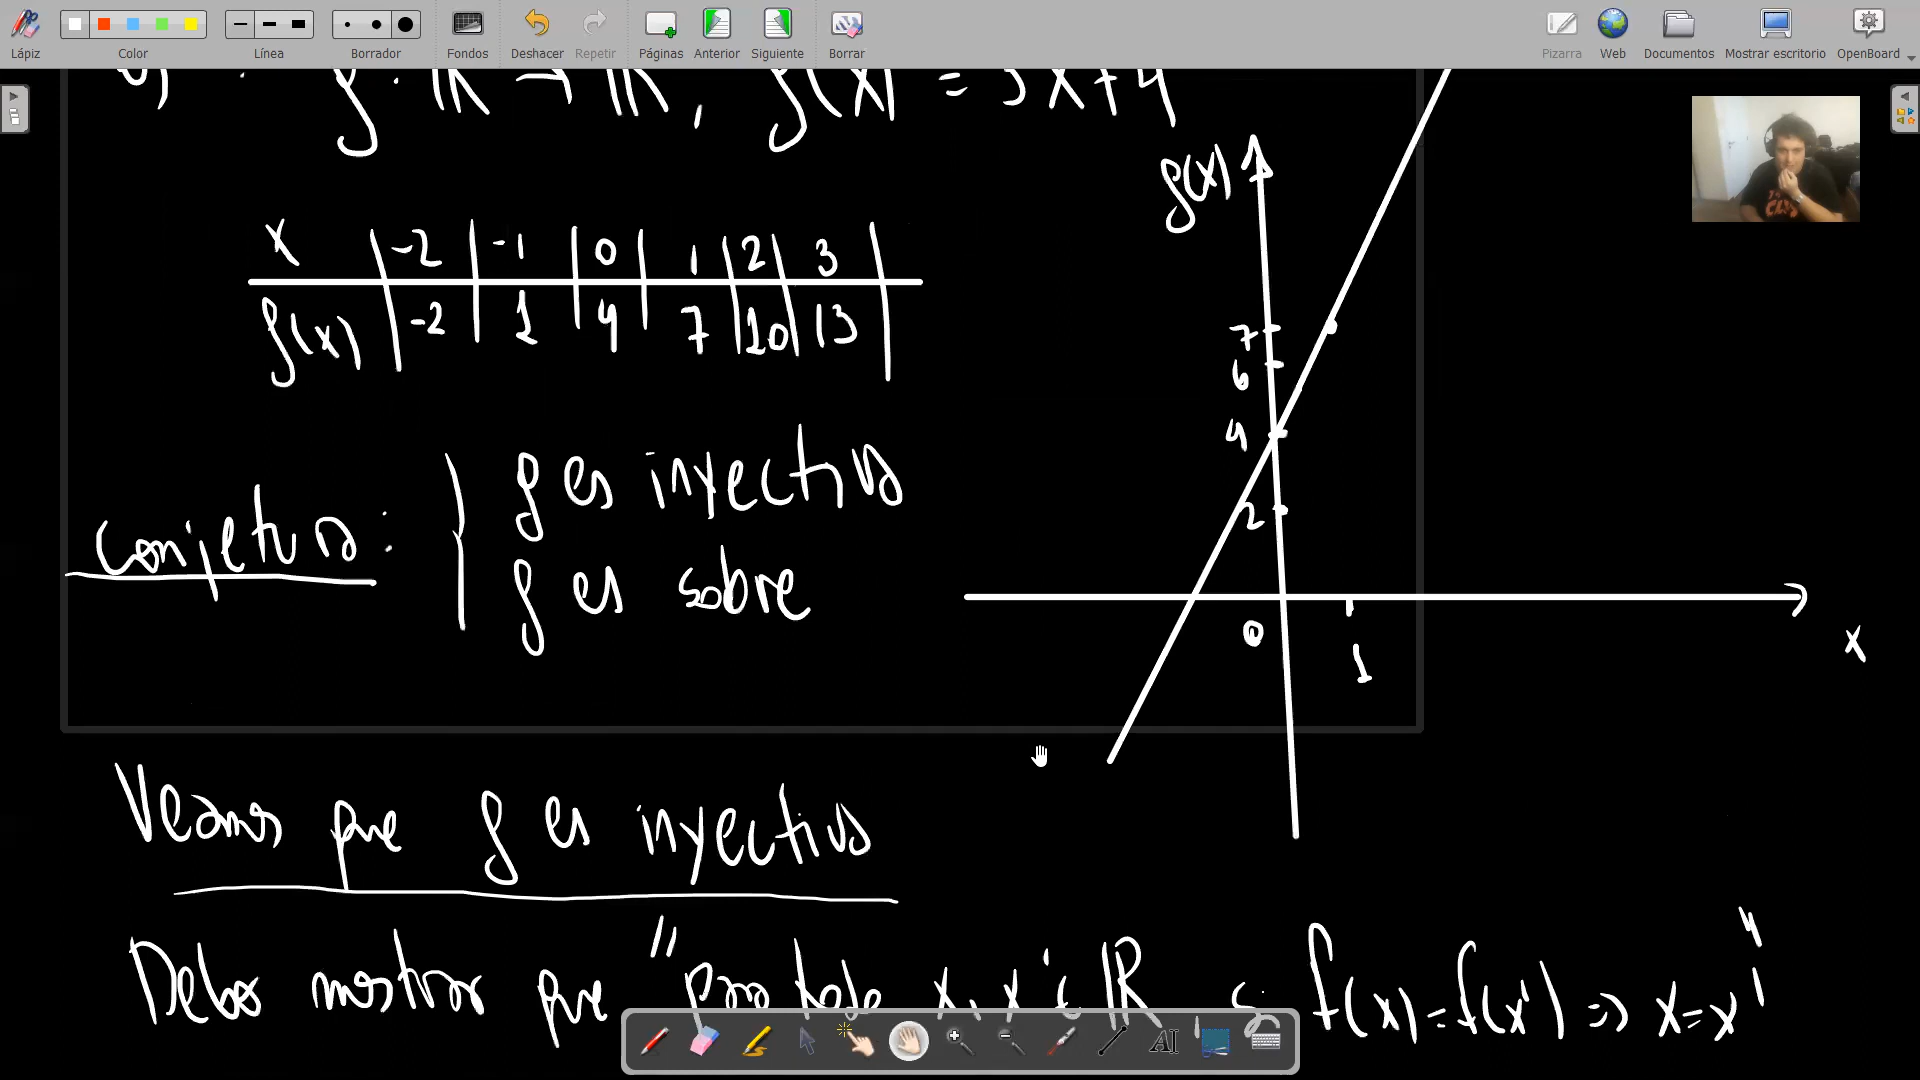 Lápiz Color Línea Borrador Fondos Deshacer Repetir Páginas Anterior Siguiente Borrar Pizarra Web Documentos Mostrar escritorio OpenBoard
b) f: ℝ → ℝ, f(x) = 3x+4
f(x)
x | -2 | -1 | 0 | 1 | 2 | 3 |
f(x) | -2 | 1 | 4 | 7 | 10 | 13 |
7
6
4
2
0
1
x
Conjetura: { f es inyectiva
f es sobre
Veamos que f es inyectiva
Debo mostrar que "para todo x, x' ∈ ℝ si f(x)=f(x') => x=x'"
AI